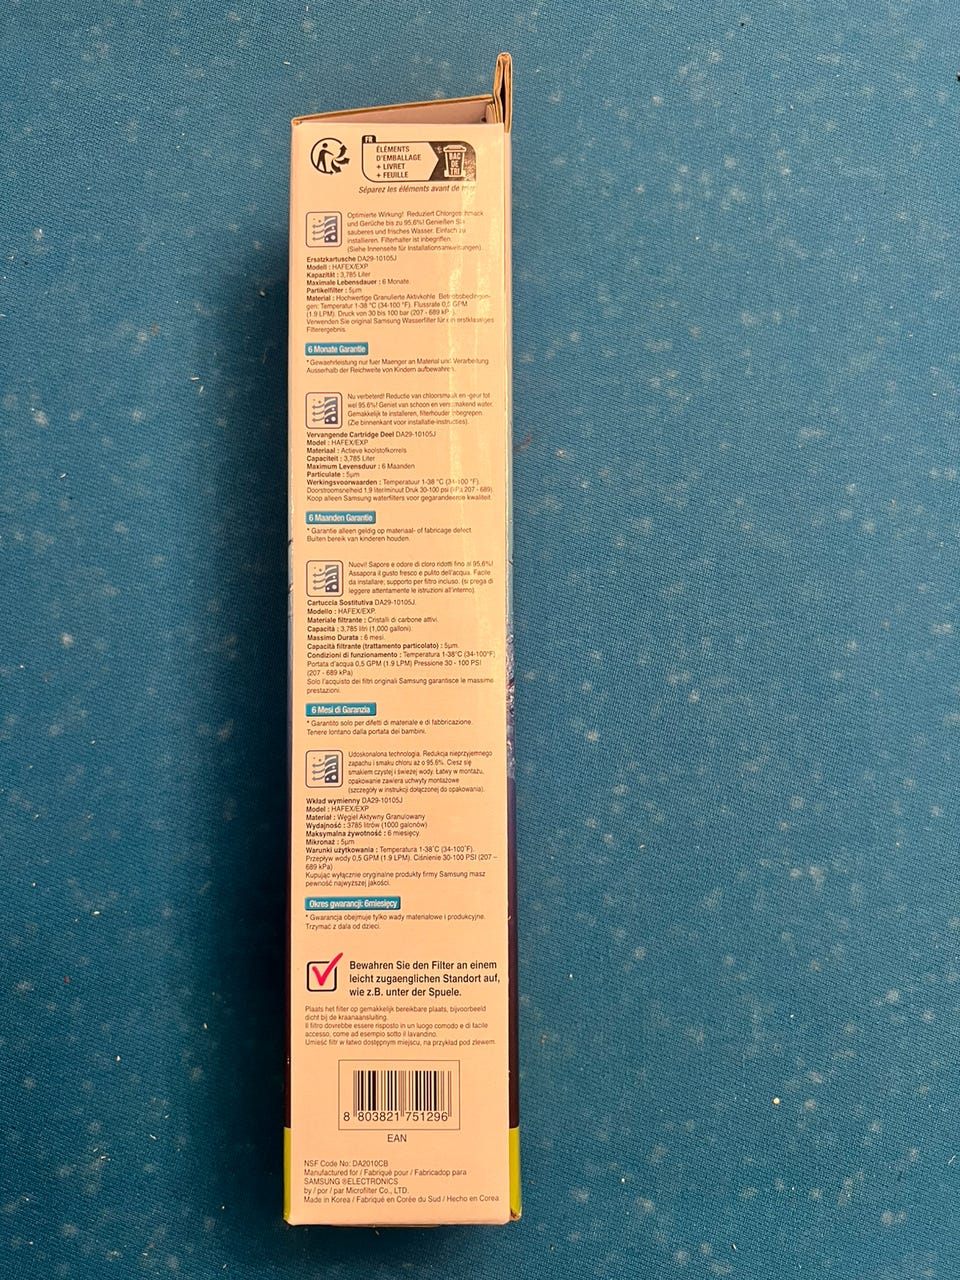 FR
ÉLÉMENTS
D'EMBALLAGE
+ LIVRET
+ FEUILLE
BAC
DE
TRI
Séparez les éléments avant de trier
Optimierte Wirkung! Reduziert Chlorgeschmack
und Gerüche bis zu 95,6%! Genießen Sie
sauberes und frisches Wasser. Einfach zu
installieren. Filterhalter ist inbegriffen.
(Siehe Innenseite für Installationsanweitungen).
Ersatzkartusche DA29-10105J
Modell : HAFEX/EXP
Kapazität : 3,785 Liter
Maximale Lebensdauer : 6 Monate.
Partikelfilter : 5µm
Material : Hochwertige Granulierte Aktivkohle. Betriebsbedingun-
gen: Temperatur 1-38 °C (34-100 °F). Flussrate 0,5 GPM
(1.9 LPM). Druck von 30 bis 100 bar (207 - 689 kPa).
Verwenden Sie original Samsung Wasserfilter für ein erstklassiges
Filterergebnis.
6 Monate Garantie
* Gewaehrleistung nur fuer Maenger an Material und Verarbeitung.
Ausserhalb der Reichweite von Kindern aufbewahren.
Nu verbeterd! Reductie van chloorsmaak en -geur tot
wel 95.6%! Geniet van schoon en vers smakend water.
Gemakkelijk te installeren, filterhouder inbegrepen.
(Zie binnenkant voor installatie-instructies).
Vervangende Cartridge Deel DA29-10105J
Model : HAFEX/EXP
Materiaal : Actieve koolstofkorrels
Capaciteit : 3,785 Liter
Maximum Levensduur : 6 Maanden
Particulate : 5µm
Werkingsvoorwaarden : Temperatuur 1-38 °C (34-100 °F).
Doorstroomsnelheid 1.9 liter/minuut Druk 30-100 psi (kPa 207 - 689).
Koop alleen Samsung waterfilters voor gegarandeerde kwaliteit.
6 Maanden Garantie
* Garantie alleen geldig op materiaal- of fabricage defect.
Buiten bereik van kinderen houden.
Nuovi! Sapore e odore di cloro ridotti fino al 95,6%!
Assapora il gusto fresco e pulito dell'acqua. Facile
da installare; supporto per filtro incluso. (si prega di
leggere attentamente le istruzioni all'interno).
Cartuccia Sostitutiva DA29-10105J.
Modello : HAFEX/EXP.
Materiale filtrante : Cristalli di carbone attivi.
Capacità : 3,785 litri (1,000 galloni).
Massimo Durata : 6 mesi.
Capacità filtrante (trattamento particolato) : 5µm.
Condizioni di funzionamento : Temperatura 1-38°C (34-100°F)
Portata d'acqua 0,5 GPM (1.9 LPM) Pressione 30 - 100 PSI
(207 - 689 kPa)
Solo l'acquisto dei filtri originali Samsung garantisce le massime
prestazioni.
6 Mesi di Garanzia
* Garantito solo per difetti di materiale e di fabbricazione.
Tenere lontano dalla portata dei bambini.
Udoskonalona technologia. Redukcja nieprzyjemnego
zapachu i smaku chloru aż o 95.6%. Ciesz się
smakiem czystej i świeżej wody. Łatwy w montażu,
opakowanie zawiera uchwyty montażowe
(szczegóły w instrukcji dołączonej do opakowania).
Wkład wymienny DA29-10105J
Model : HAFEX/EXP
Material : Węgiel Aktywny Granulowany
Wydajność : 3785 litrów (1000 galonów)
Maksymalna żywotność : 6 miesięcy.
Mikronaż : 5µm
Warunki użytkowania : Temperatura 1-38°C (34-100°F).
Przepływ wody 0,5 GPM (1.9 LPM). Ciśnienie 30-100 PSI (207 –
689 kPa)
Kupując wyłącznie oryginalne produkty firmy Samsung masz
pewność najwyższej jakości.
Okres gwarancji: 6miesięcy
* Gwarancja obejmuje tylko wady materiałowe i produkcyjne.
Trzymać z dala od dzieci.
Bewahren Sie den Filter an einem
leicht zugaenglichen Standort auf,
wie z.B. unter der Spuele.
Plaats het filter op gemakkelijk bereikbare plaats, bijvoorbeeld
dicht bij de kraanaansluiting.
Il filtro dovrebbe essere risposto in un luogo comodo e di facile
accesso, come ad esempio sotto il lavandino.
Umieść filtr w łatwo dostępnym miejscu, na przykład pod zlewem.
8 803821 751296
EAN
NSF Code No: DA2010CB
Manufactured for / Fabriqué pour / Fabricadop para
SAMSUNG ®ELECTRONICS
by / por / par Microfilter Co., LTD.
Made in Korea / Fabriqué en Corée du Sud / Hecho en Corea